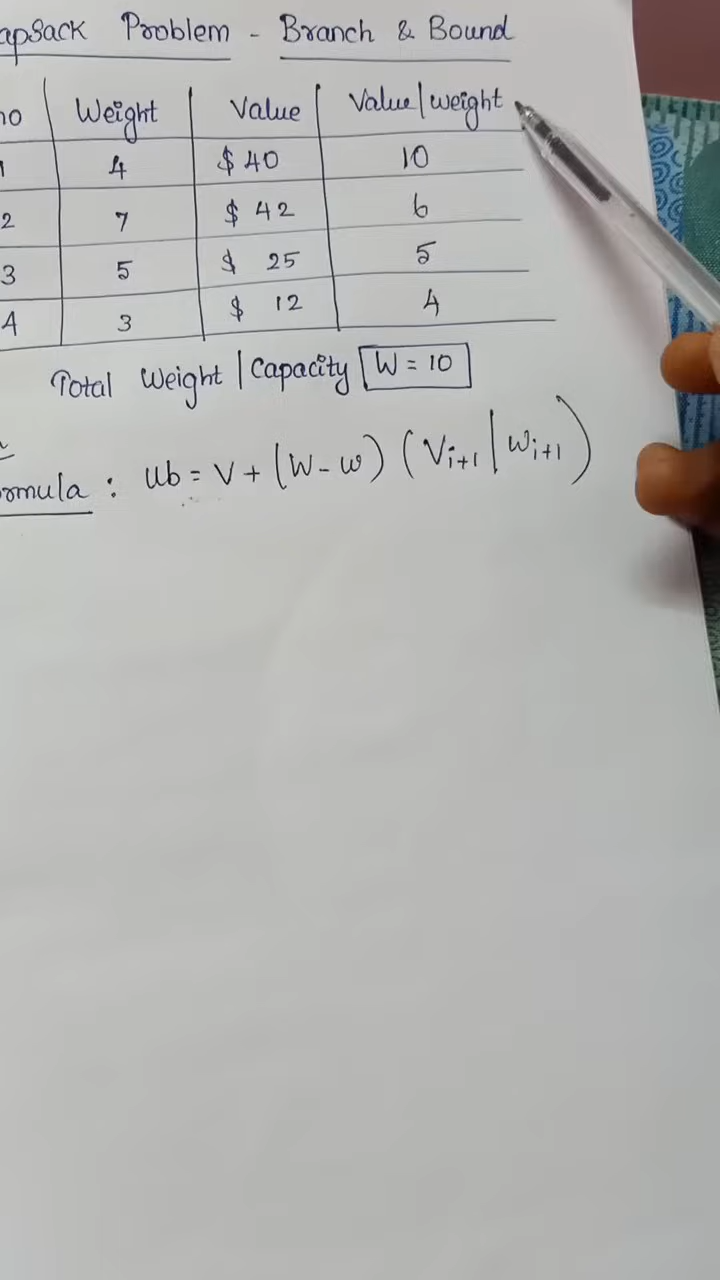 apsack Problem - Branch & Bound
no Weight Value Value/weight
1 4 $ 40 10
2 7 $ 42 6
3 5 $ 25 5
4 3 $ 12 4
Total Weight | Capacity W = 10
ormula : ub = v + (W - w) (Vi+1 | wi+1)